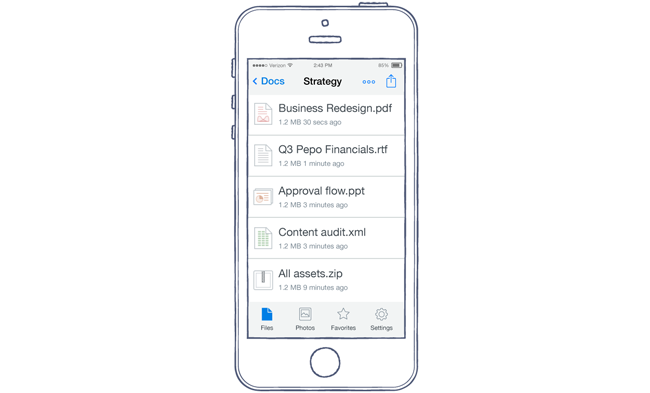 Verizon 2:43 PM 86%
Docs Strategy
Business Redesign.pdf
1.2 MB 30 secs ago
Q3 Pepo Financials.rtf
1.2 MB 1 minute ago
Approval flow.ppt
1.2 MB 3 minutes ago
Content audit.xml
1.2 MB 3 minutes ago
All assets.zip
1.2 MB 9 minutes ago
Files Photos Favorites Settings